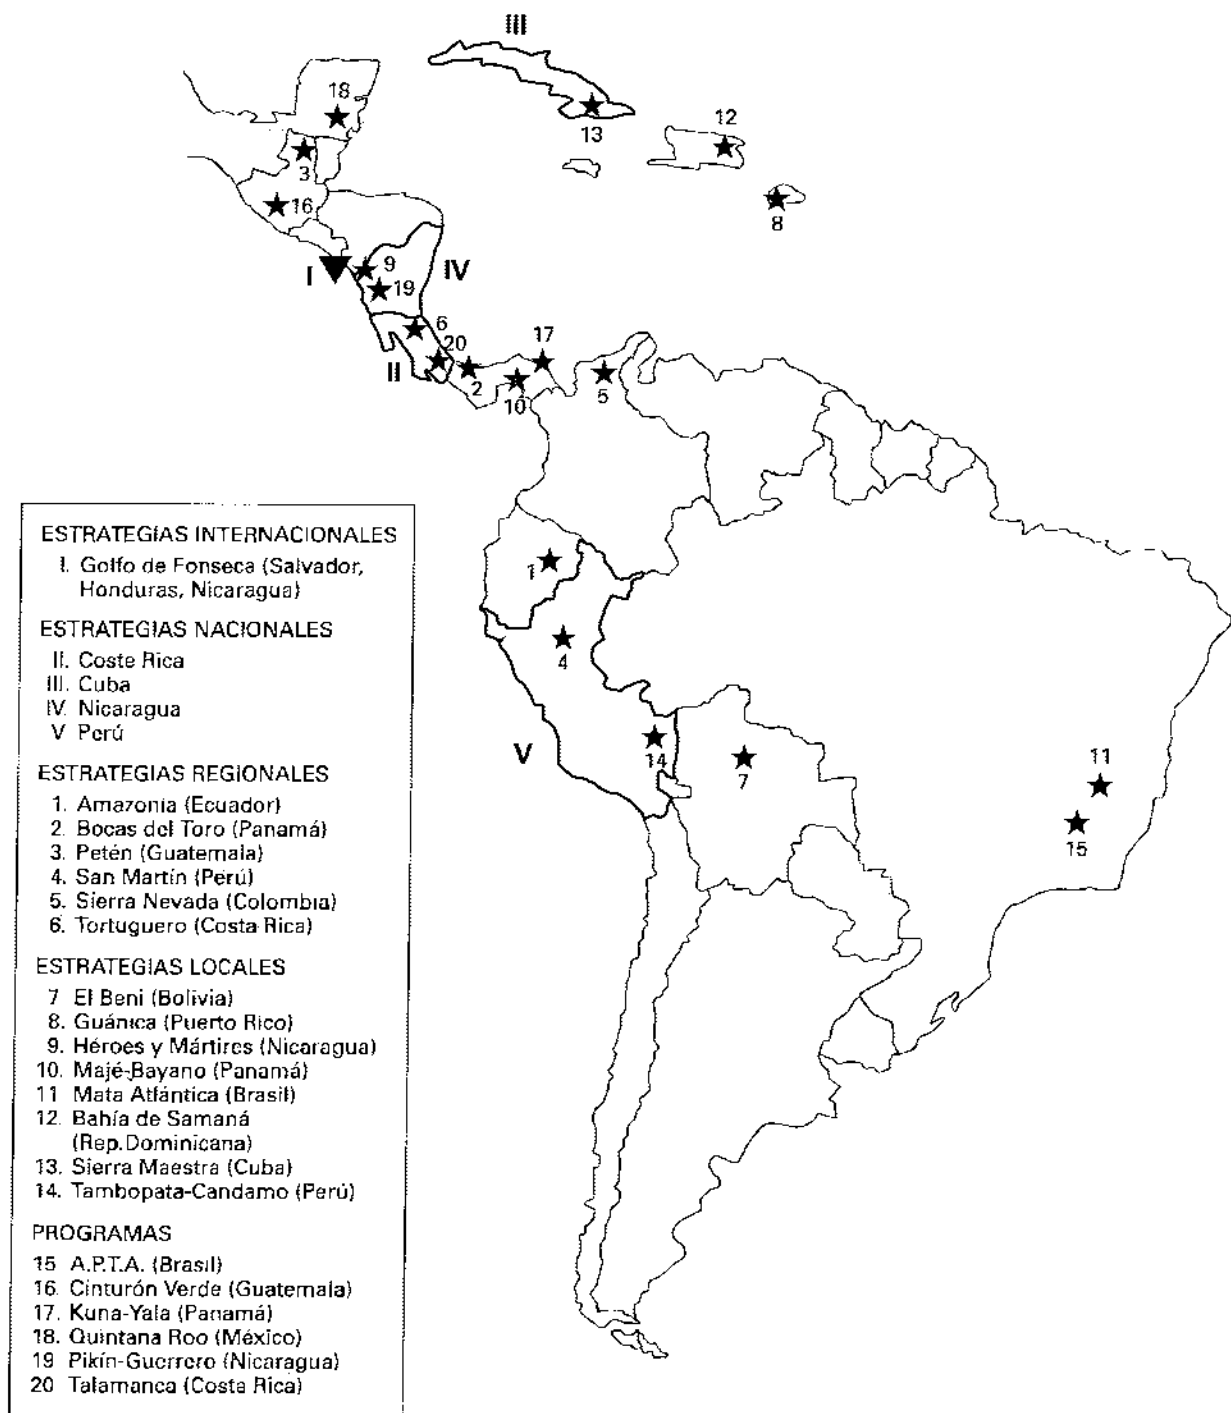 III
18
13
12
3
8
16
I
9
19
IV
6
20
17
II
2
10
5
1
4
V
14
7
11
15
ESTRATEGIAS INTERNACIONALES
I. Golfo de Fonseca (Salvador,
Honduras, Nicaragua)
ESTRATEGIAS NACIONALES
II. Coste Rica
III. Cuba
IV. Nicaragua
V Perú
ESTRATEGIAS REGIONALES
1. Amazonia (Ecuador)
2. Bocas del Toro (Panamá)
3. Petén (Guatemala)
4. San Martín (Perú)
5. Sierra Nevada (Colombia)
6. Tortuguero (Costa Rica)
ESTRATEGIAS LOCALES
7 El Beni (Bolivia)
8. Guánica (Puerto Rico)
9. Héroes y Mártires (Nicaragua)
10. Majé-Bayano (Panamá)
11 Mata Atlántica (Brasil)
12. Bahía de Samaná
(Rep.Dominicana)
13. Sierra Maestra (Cuba)
14. Tambopata-Candamo (Perú)
PROGRAMAS
15 A.P.T.A. (Brasil)
16. Cinturón Verde (Guatemala)
17. Kuna-Yala (Panamá)
18. Quintana Roo (México)
19 Pikín-Guerrero (Nicaragua)
20 Talamanca (Costa Rica)